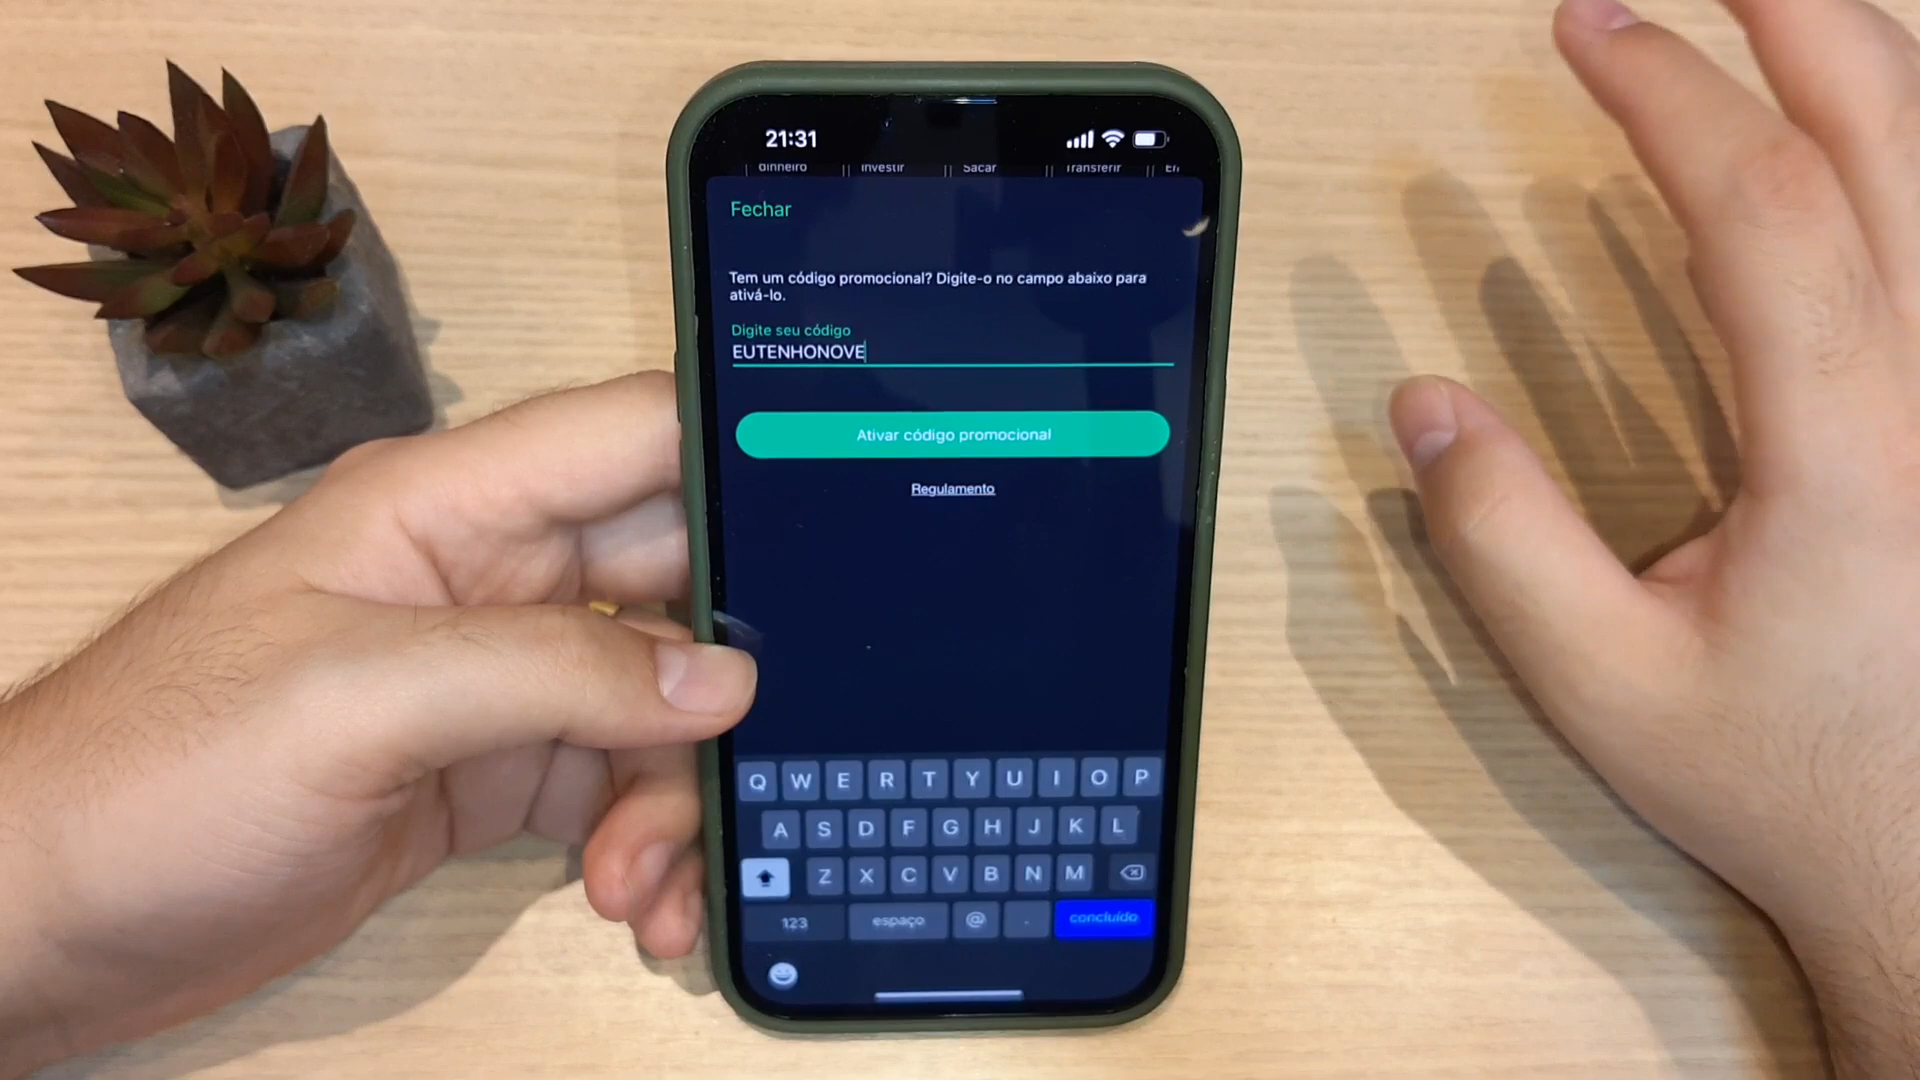 21:31
dinheiro Investir Sacar Transferir
Fechar
Tem um código promocional? Digite-o no campo abaixo para
ativá-lo.
Digite seu código
EUTENHONOVE
Ativar código promocional
Regulamento
Q W E R T Y U I O P
A S D F G H J K L
Z X C V B N M
123 espaço @ . concluído